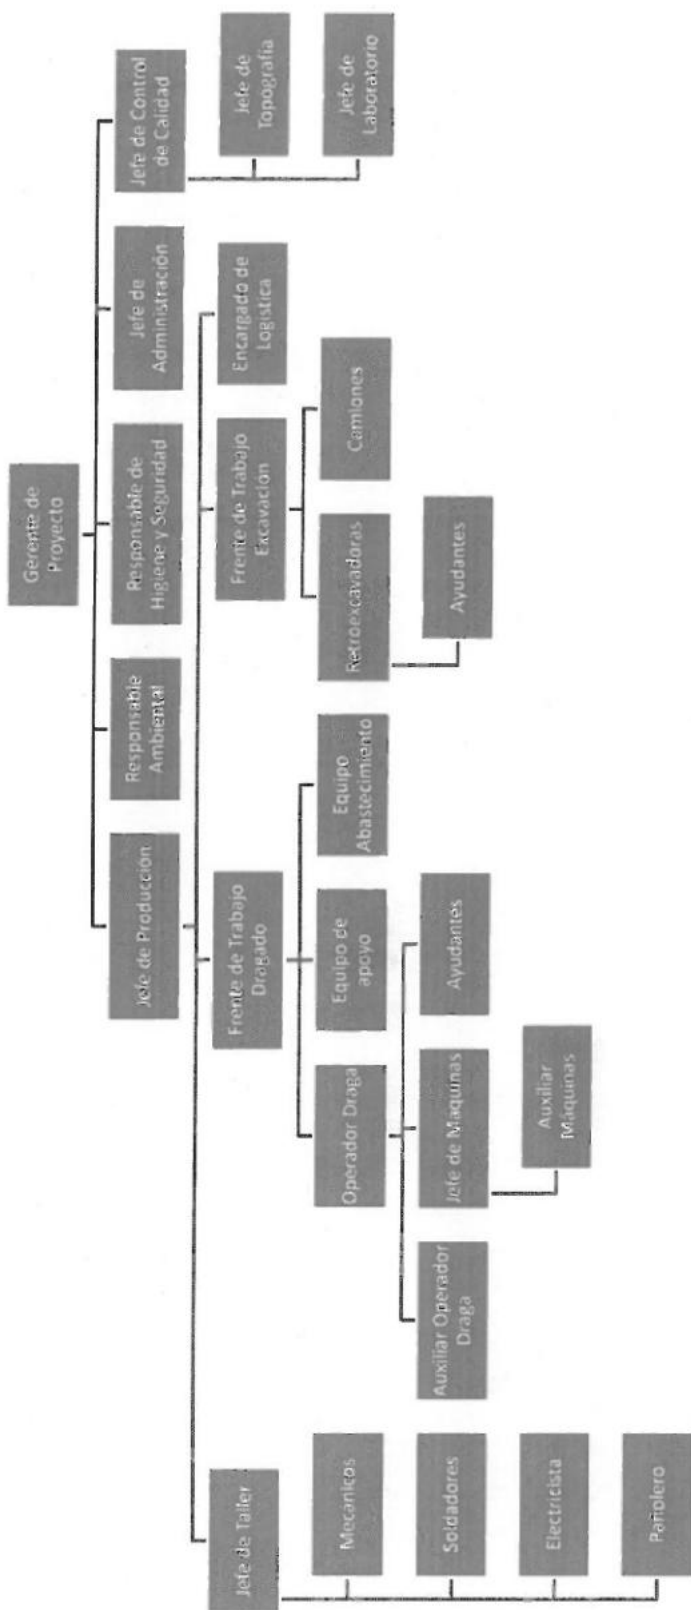 Gerente de
Proyecto
Jefe de Producción
Responsable
Ambiental
Responsable de
Higiene y Seguridad
Jefe de
Administración
Jefe de Control
de Calidad
Jefe de Taller
Frente de Trabajo
Dragado
Frente de Trabajo
Excavación
Encargado de
Logística
Jefe de
Topografía
Jefe de
Laboratorio
Mecanicos
Soldadores
Electricista
Pañolero
Operador Draga
Equipo de
apoyo
Equipo
Abastecimiento
Retroexcavadoras
Camiones
Auxiliar Operador
Draga
Jefe de Maquinas
Ayudantes
Ayudantes
Auxiliar
Máquinas